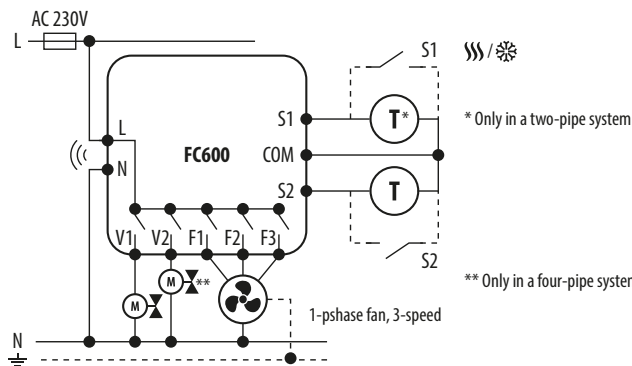 AC 230V
L
S1
/
L
S1
T*
* Only in a two-pipe system
N
FC600
COM
S2
T
V1 V2 F1 F2 F3
S2
M
**
** Only in a four-pipe syster
M
1-pshase fan, 3-speed
N